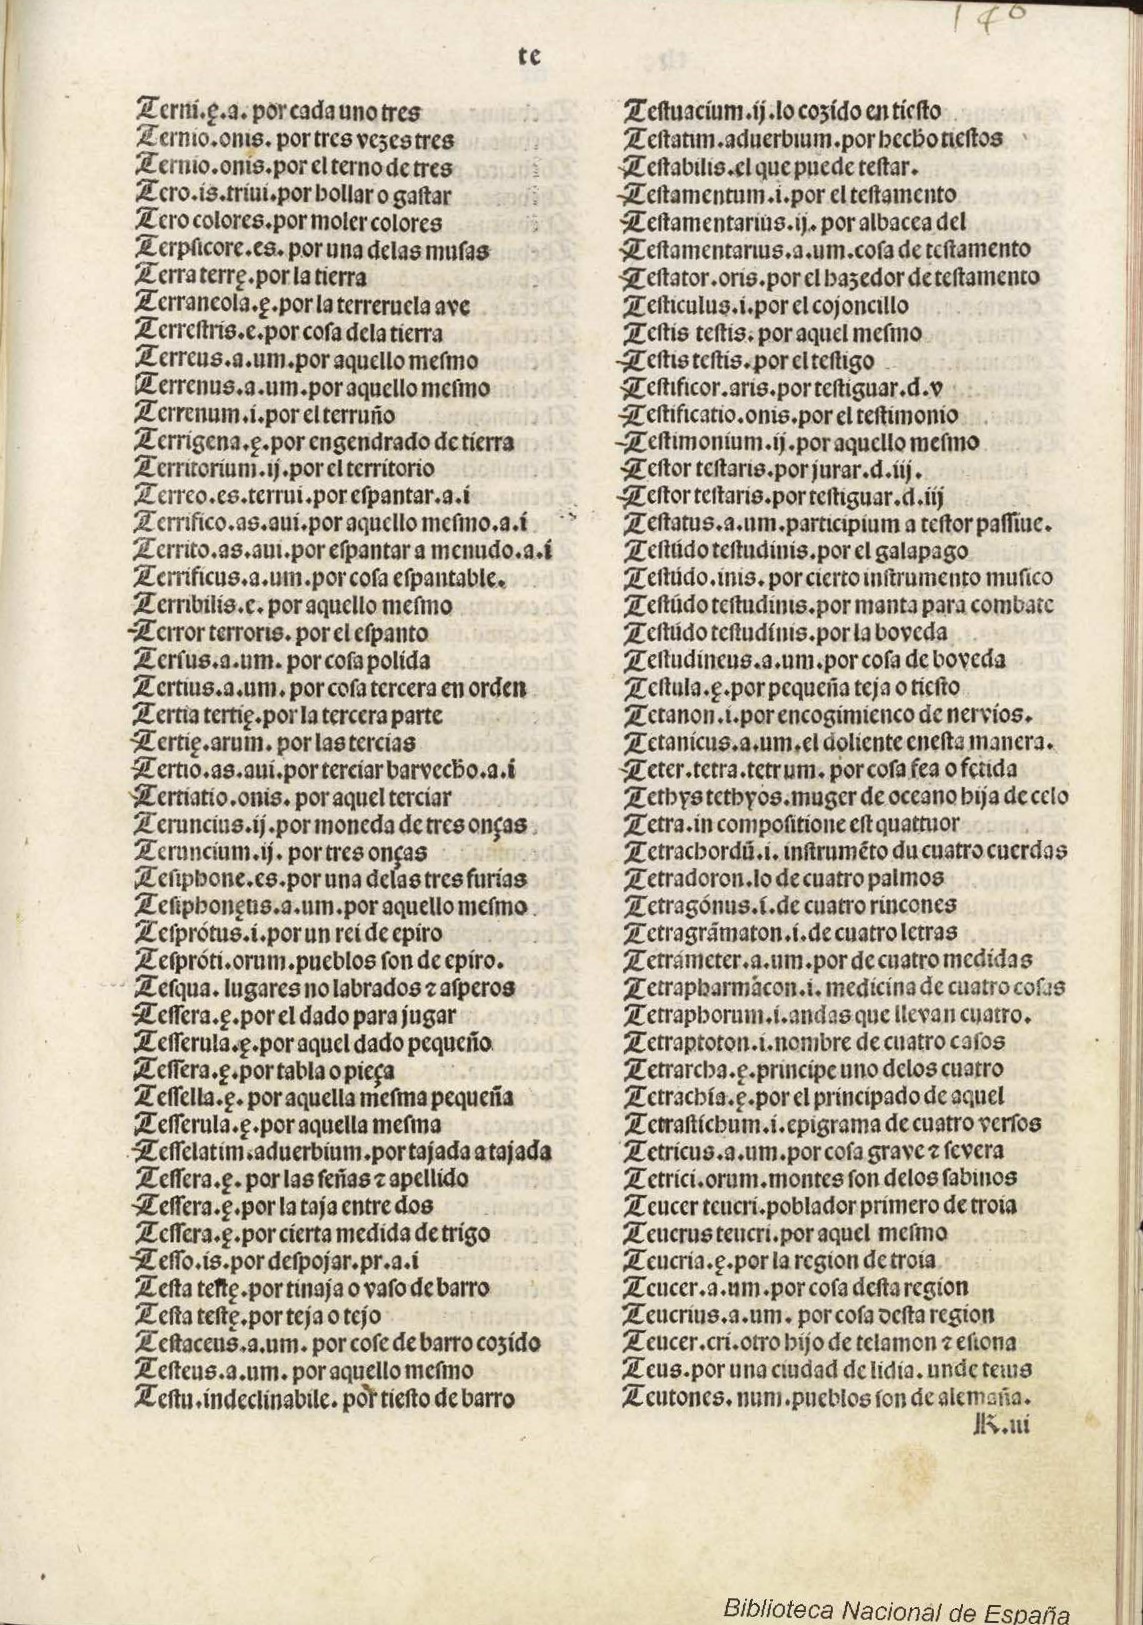 140
te
Terni.ę.a. por cada uno tres
Ternio.onis. por tres vezes tres
Ternio.onis.por el terno de tres
Tero.is.triui.por hollar o gaſtar
Tero colores.por moler colores
Terpſicore.es. por una delas muſas
Terra terrę.por la tierra
Terraneola.ę.por la terreruela ave
Terreſtris.e.por coſa dela tierra
Terreus.a.um.por aquello meſmo
Terrenus.a.um.por aquello meſmo
Terrenum.i.por el terruño
Terrigena.ę.por engendrado de tierra
Territorium.ij.por el territorio
Terreo.es.terrui.por eſpantar.a.i
Terrifico.as.aui.por aquello meſmo.a.i
Territo.as.aui.por eſpantar a menudo.a.i
Terrificus.a.um.por coſa eſpantable.
Terribilis.e. por aquello meſmo
Terror terroris. por el eſpanto
Terſus.a.um. por coſa polida
Tertius.a.um. por coſa tercera en orden
Tertia tertię.por la tercera parte
Tertię.arum. por las tercias
Tertio.as.aui.por terciar barvecho.a.i
Tertiatio.onis. por aquel terciar
Teruncius.ij.por moneda de tres onças
Teruncium.ij. por tres onças
Teſiphone.es.por una delas tres furias
Teſiphonęus.a.um.por aquello meſmo
Teſprótus.i.por un rei de epiro
Teſpróti.orum.pueblos ſon de epiro.
Teſqua. lugares no labrados ⁊ aſperos
Teſſera.ę.por el dado para jugar
Teſſerula.ę.por aquel dado pequeño
Teſſera.ę.por tabla o pieça
Teſſella.ę. por aquella meſma pequeña
Teſſerula.ę.por aquella meſma
Teſſelatim.aduerbium.por tajada a tajada
Teſſera.ę. por las ſeñas ⁊ apellido
Teſſera.ę.por la taja entre dos
Teſſera.ę.por cierta medida de trigo
Teſſo.is.por deſpojar.pr.a.i
Teſta teſtę.por tinaja o vaſo de barro
Teſta teſtę.por teja o tejo
Teſtaceus.a.um. por coſe de barro cozido
Teſteus.a.um. por aquello meſmo
Teſtu.indeclinabile. por tieſto de barro
Teſtuacium.ij.lo cozido en tieſto
Teſtatim.aduerbium.por hecho tieſtos
Teſtabilis.el que puede teſtar.
Teſtamentum.i.por el teſtamento
Teſtamentarius.ij. por albacea del
Teſtamentarius.a.um.coſa de teſtamento
Teſtator.oris.por el hazedor de teſtamento
Teſticulus.i.por el cojoncillo
Teſtis teſtis. por aquel meſmo
Teſtis teſtis.por el teſtigo
Teſtificor.aris.por teſtiguar.d.v
Teſtificatio.onis.por el teſtimonio
Teſtimonium.ij.por aquello meſmo
Teſtor teſtaris.por jurar.d.iij.
Teſtor teſtaris.por teſtiguar.d.iij
Teſtatus.a.um.participium a teſtor paſſiue.
Teſtúdo teſtudinis.por el galapago
Teſtúdo.inis. por cierto inſtrumento muſico
Teſtúdo teſtudinis.por manta para combate
Teſtúdo teſtudínis.por la boveda
Teſtudineus.a.um.por coſa de boveda
Teſtula.ę.por pequeña teja o tieſto
Tetanon.i.por encogimienco de nervios.
Tetanicus.a.um.el doliente eneſta manera.
Teter.tetra.tetrum. por coſa fea o fetida
Tethys tethyos.muger de oceano hija de celo
Tetra.in compoſitione eſt quattuor
Tetrachordũ.i. inſtrumẽto du cuatro cuerdas
Tetradoron.lo de cuatro palmos
Tetragónus.i.de cuatro rincones
Tetragrãmaton.i.de cuatro letras
Tetrámeter.a.um.por de cuatro medidas
Tetrapharmãcon.i. medicina de cuatro coſas
Tetraphorum.i.andas que llevan cuatro.
Tetraptoton.i.nombre de cuatro caſos
Tetrarcha.ę.principe uno delos cuatro
Tetrachía.ę.por el principado de aquel
Tetraſtichum.i.epigrama de cuatro verſos
Tetricus.a.um.por coſa grave ⁊ ſevera
Tetrici.orum.montes ſon delos ſabinos
Teucer teucri.poblador primero de troia
Teucrus teucri.por aquel meſmo
Teucria.ę.por la region de troia
Teucer.a.um.por coſa deſta region
Teucrius.a.um. por coſa deſta region
Teucer.cri.otro hijo de telamon ⁊ eſiona
Teus.por una ciudad de lidia. unde teius
Teutones. num.pueblos ſon de alemaña.
K.iii
Biblioteca Nacional de España